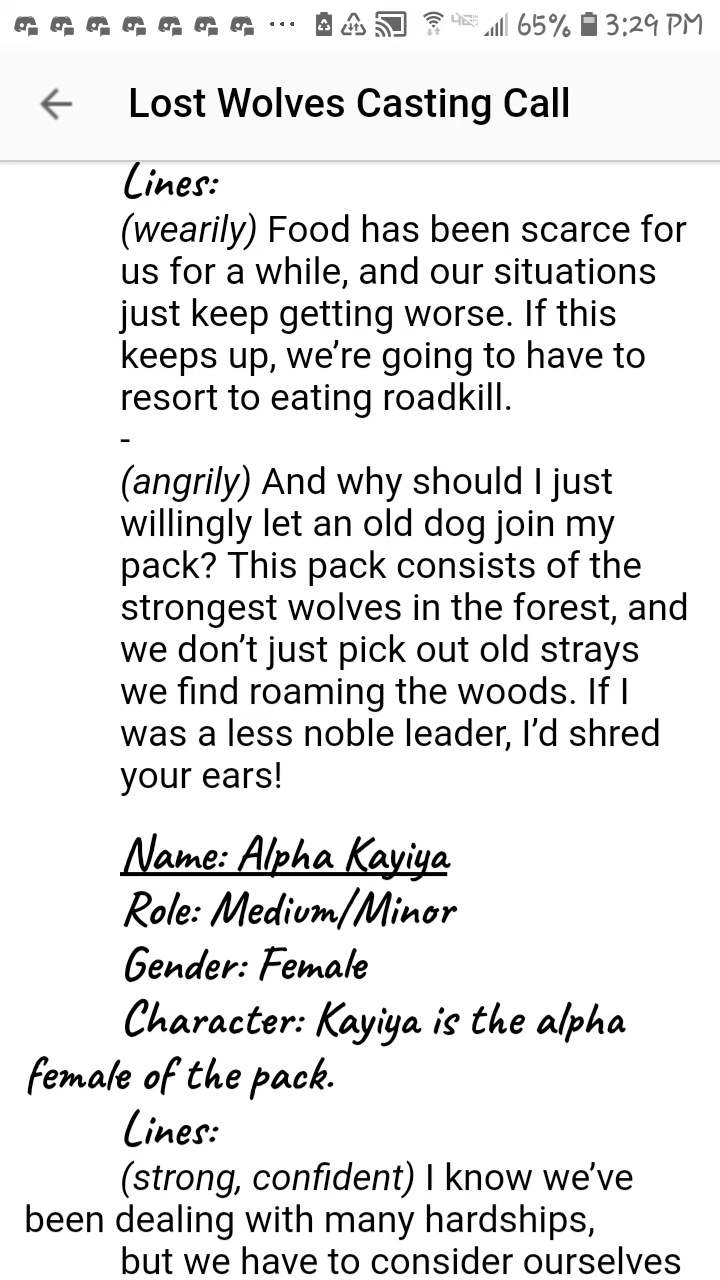 65% 3:29 PM
Lost Wolves Casting Call
Lines:
(wearily) Food has been scarce for
us for a while, and our situations
just keep getting worse. If this
keeps up, we’re going to have to
resort to eating roadkill.
-
(angrily) And why should I just
willingly let an old dog join my
pack? This pack consists of the
strongest wolves in the forest, and
we don’t just pick out old strays
we find roaming the woods. If I
was a less noble leader, I’d shred
your ears!
Name: Alpha Kayiya
Role: Medium/Minor
Gender: Female
Character: Kayiya is the alpha
female of the pack.
Lines:
(strong, confident) I know we’ve
been dealing with many hardships,
but we have to consider ourselves